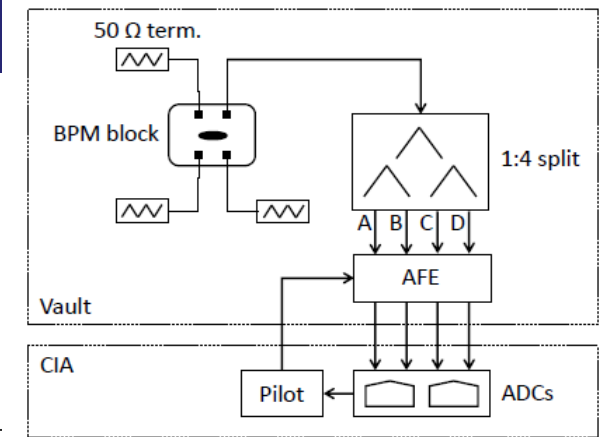 50 Ω term.
BPM block
1:4 split
A B C D
AFE
Vault
CIA
Pilot
ADCs